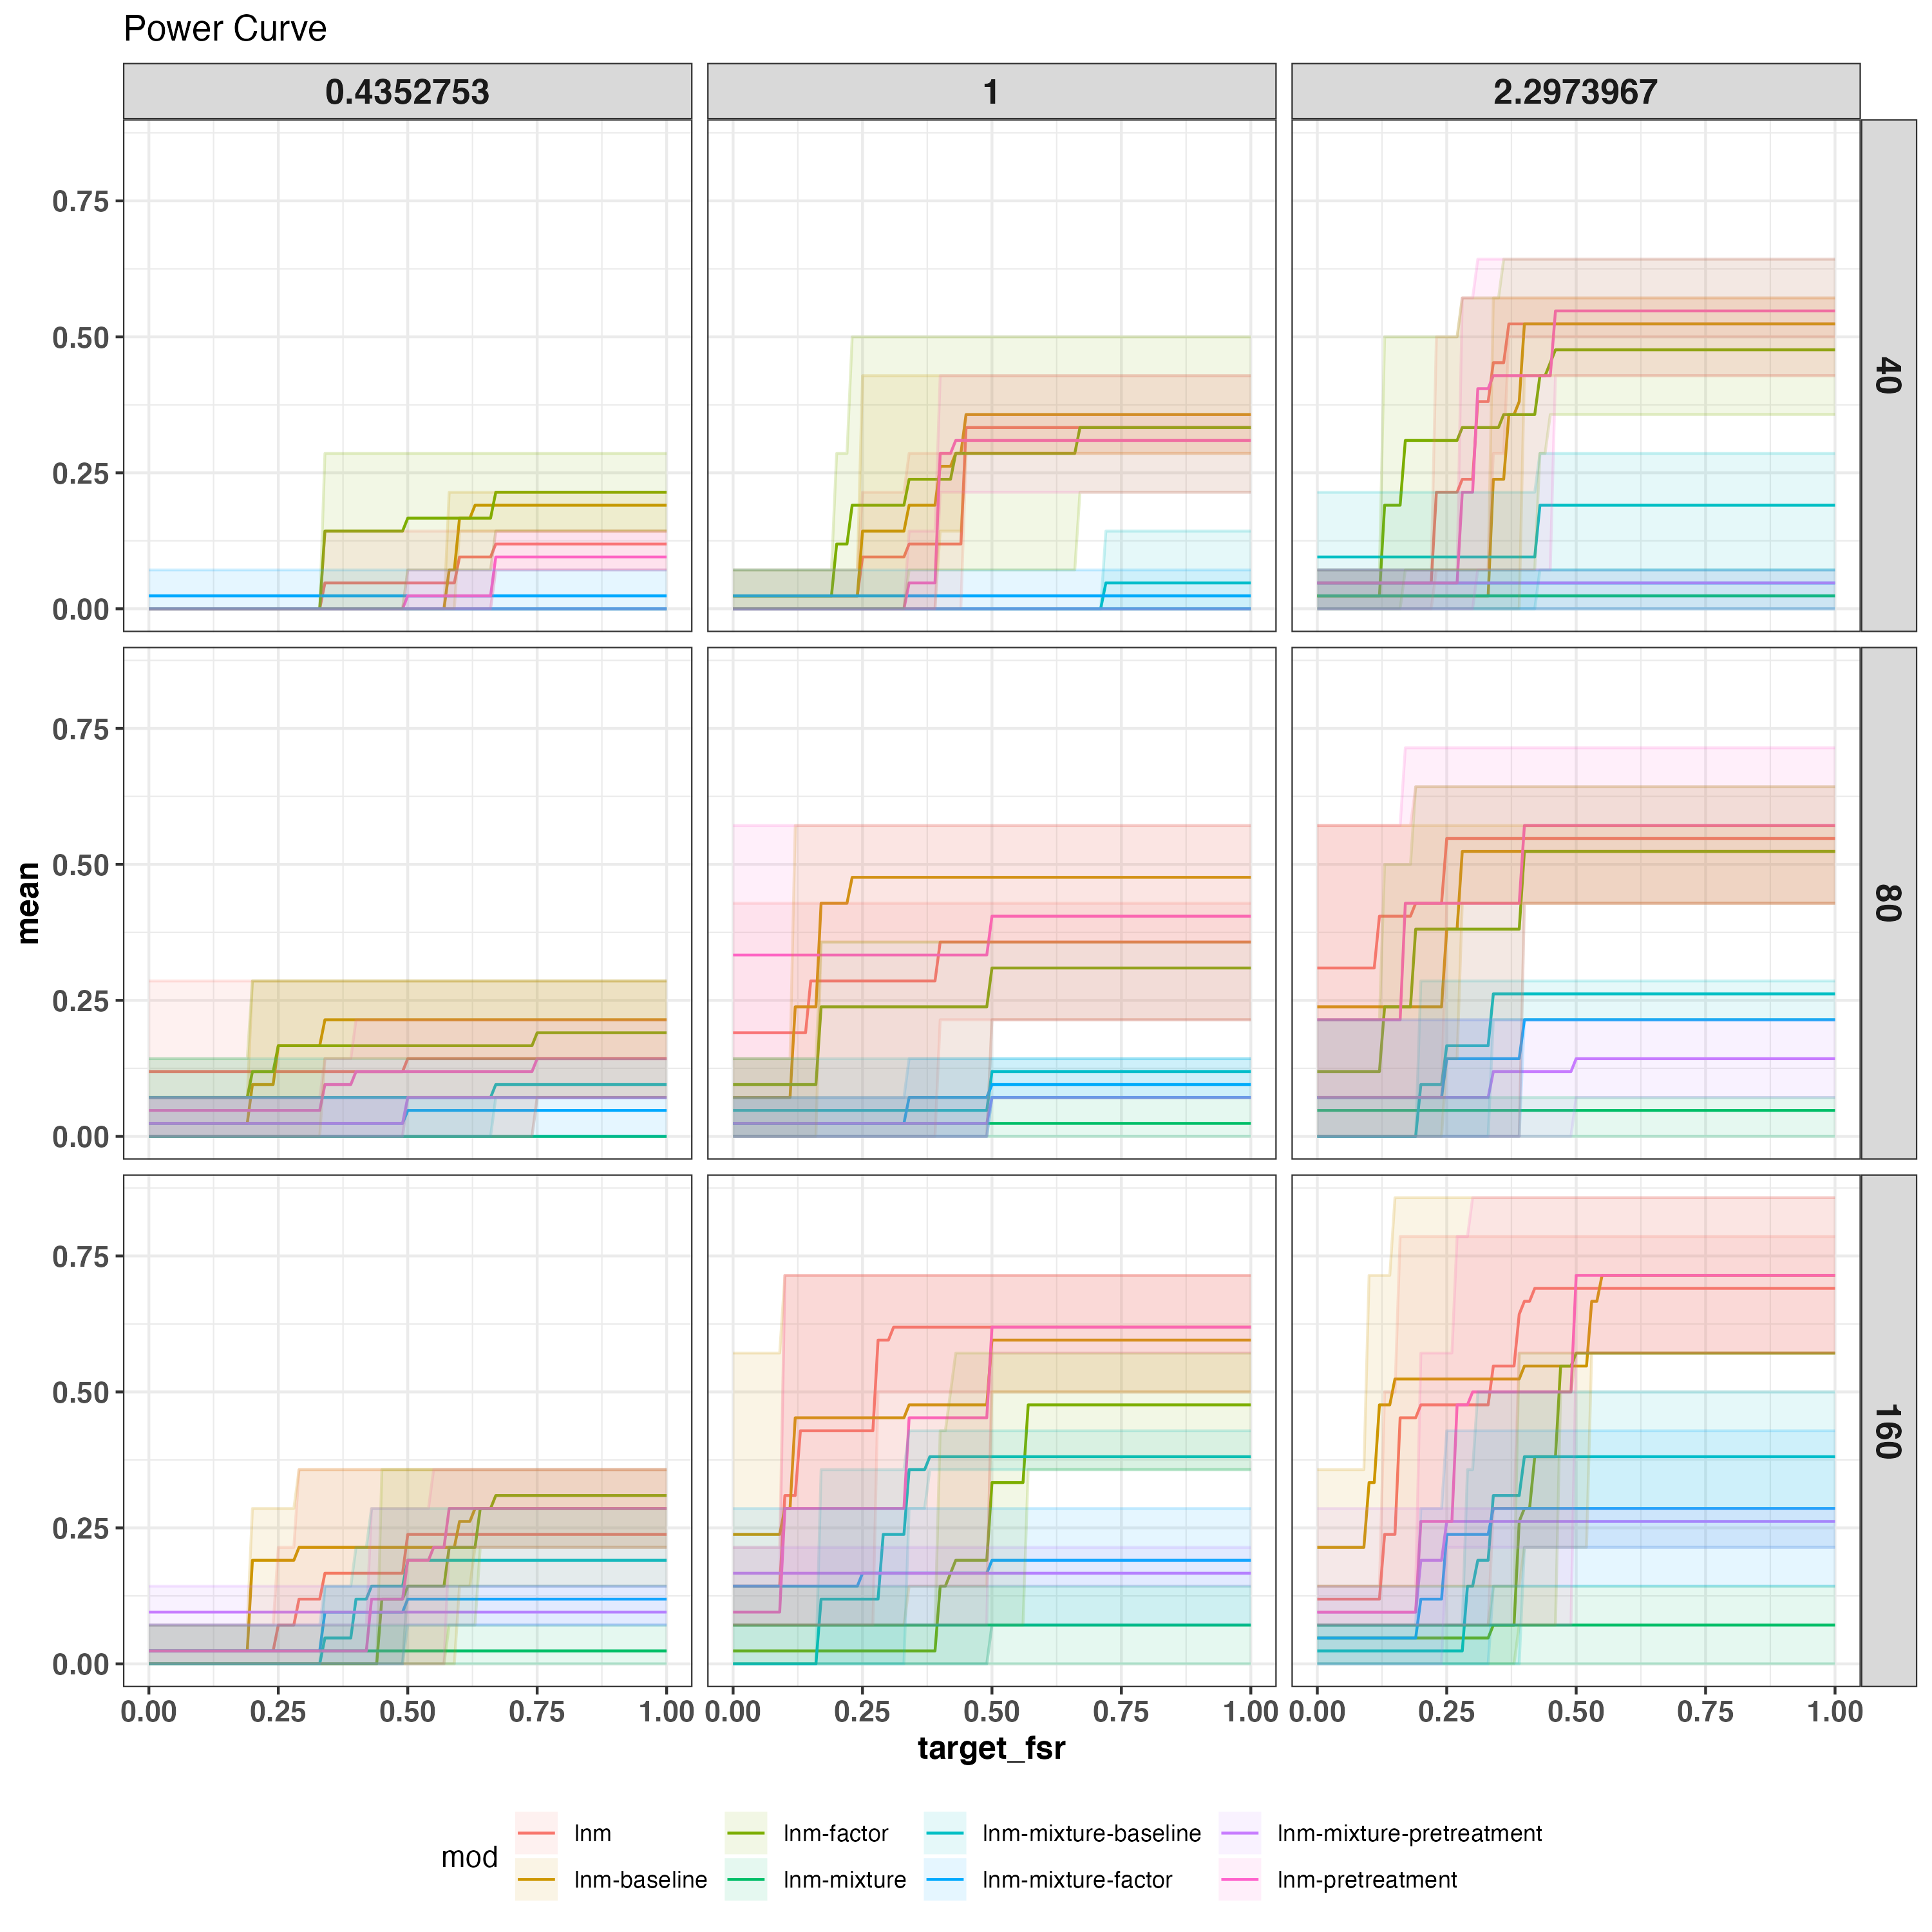 Power Curve
0.4352753 1 2.2973967
0.75
0.50
0.25
0.00
40
0.75
0.50
0.25
0.00
80
0.75
0.50
0.25
0.00
160
mean
0.00 0.25 0.50 0.75 1.00 0.00 0.25 0.50 0.75 1.00 0.00 0.25 0.50 0.75 1.00
target_fsr
mod
lnm lnm-factor lnm-mixture-baseline lnm-mixture-pretreatment
lnm-baseline lnm-mixture lnm-mixture-factor lnm-pretreatment